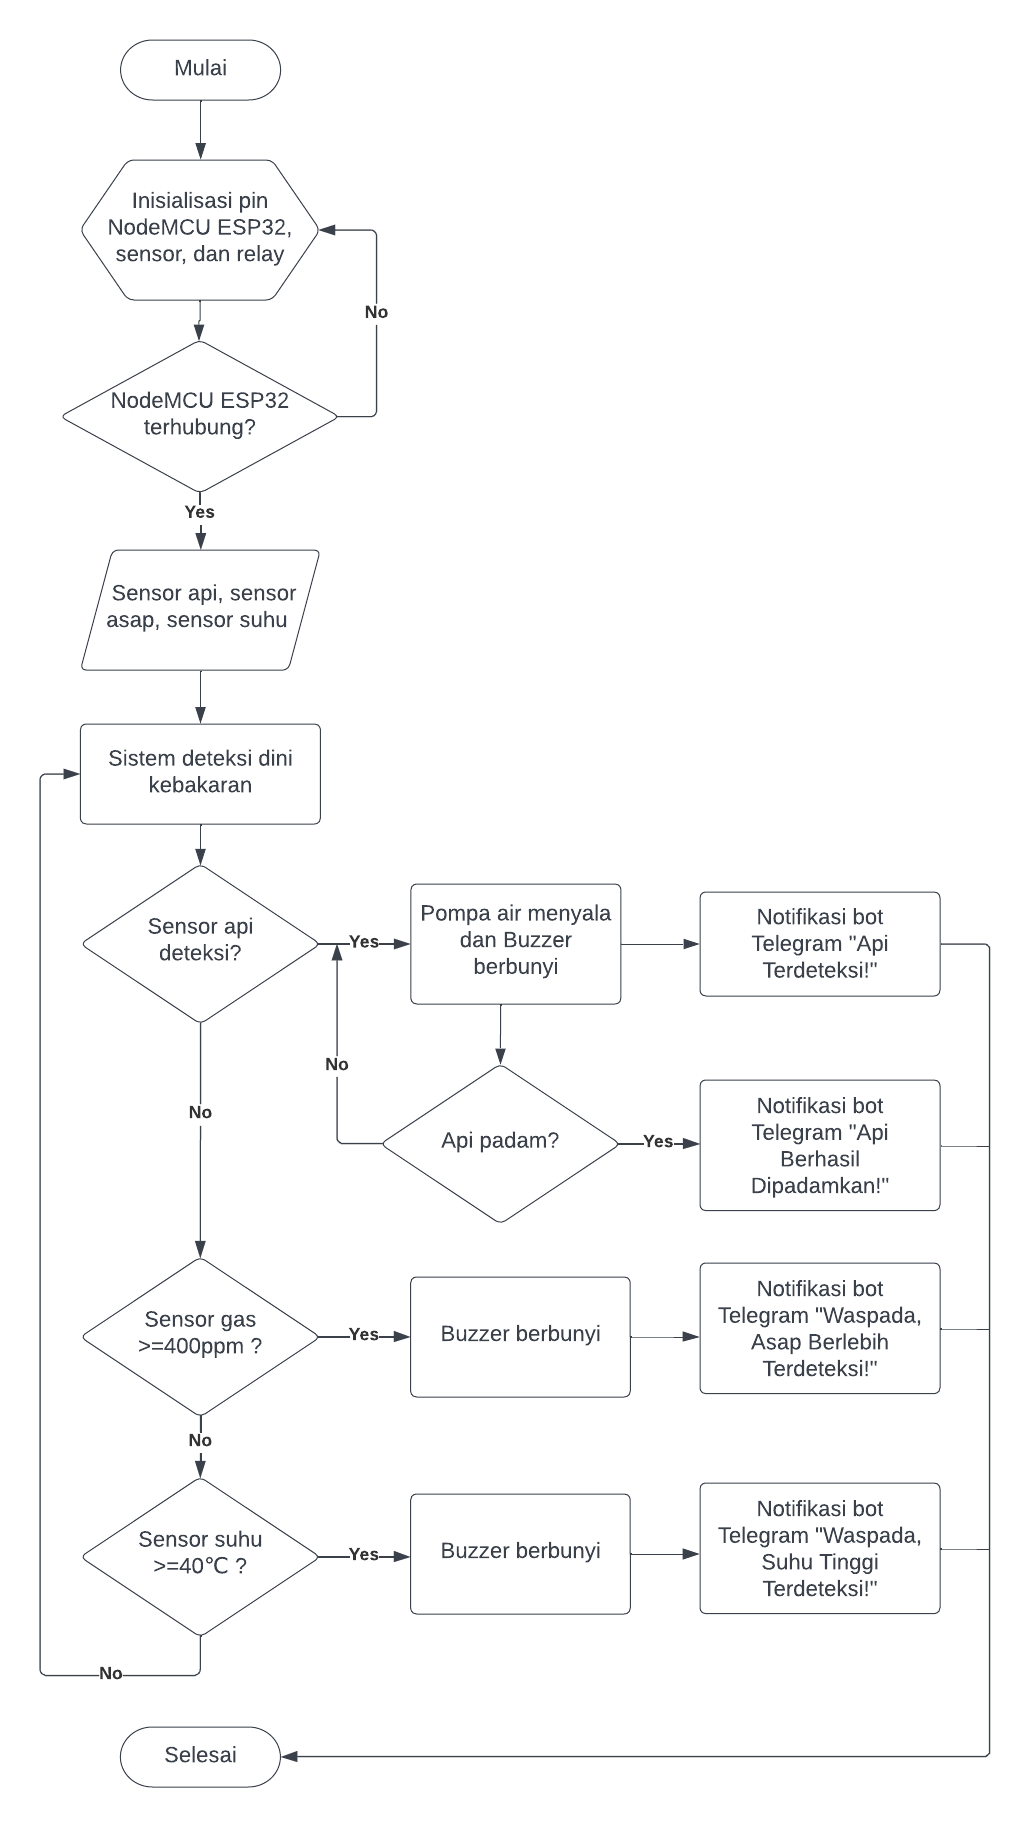 Mulai
Inisialisasi pin
NodeMCU ESP32,
sensor, dan relay
No
NodeMCU ESP32
terhubung?
Yes
Sensor api, sensor
asap, sensor suhu
Sistem deteksi dini
kebakaran
Sensor api
deteksi?
Yes
Pompa air menyala
dan Buzzer
berbunyi
Notifikasi bot
Telegram "Api
Terdeteksi!"
No
No
Api padam?
Yes
Notifikasi bot
Telegram "Api
Berhasil
Dipadamkan!"
Sensor gas
>=400ppm ?
Yes
Buzzer berbunyi
Notifikasi bot
Telegram "Waspada,
Asap Berlebih
Terdeteksi!"
No
Sensor suhu
>=40℃ ?
Yes
Buzzer berbunyi
Notifikasi bot
Telegram "Waspada,
Suhu Tinggi
Terdeteksi!"
No
Selesai